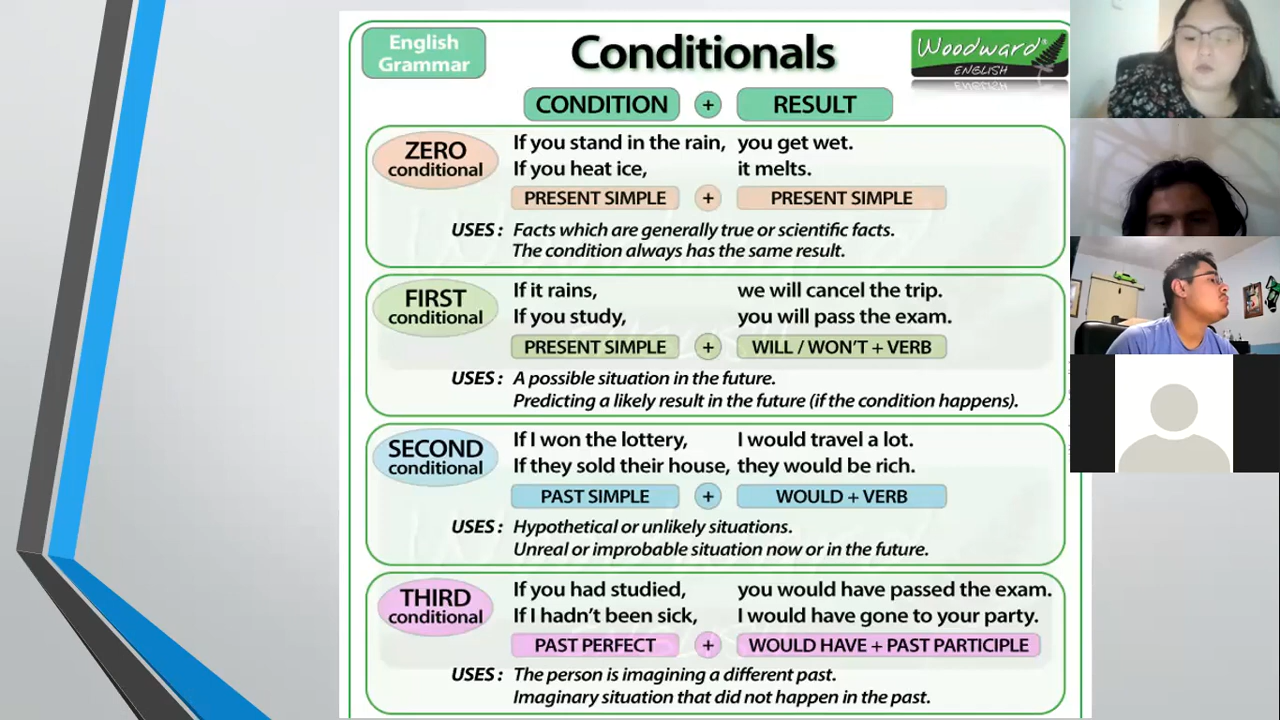 English
Grammar
Conditionals
Woodward®
ENGLISH
CONDITION + RESULT
ZERO
conditional
If you stand in the rain, you get wet.
If you heat ice, it melts.
PRESENT SIMPLE + PRESENT SIMPLE
USES: Facts which are generally true or scientific facts.
The condition always has the same result.
FIRST
conditional
If it rains, we will cancel the trip.
If you study, you will pass the exam.
PRESENT SIMPLE + WILL / WON'T + VERB
USES: A possible situation in the future.
Predicting a likely result in the future (if the condition happens).
SECOND
conditional
If I won the lottery, I would travel a lot.
If they sold their house, they would be rich.
PAST SIMPLE + WOULD + VERB
USES: Hypothetical or unlikely situations.
Unreal or improbable situation now or in the future.
THIRD
conditional
If you had studied, you would have passed the exam.
If I hadn't been sick, I would have gone to your party.
PAST PERFECT + WOULD HAVE + PAST PARTICIPLE
USES: The person is imagining a different past.
Imaginary situation that did not happen in the past.